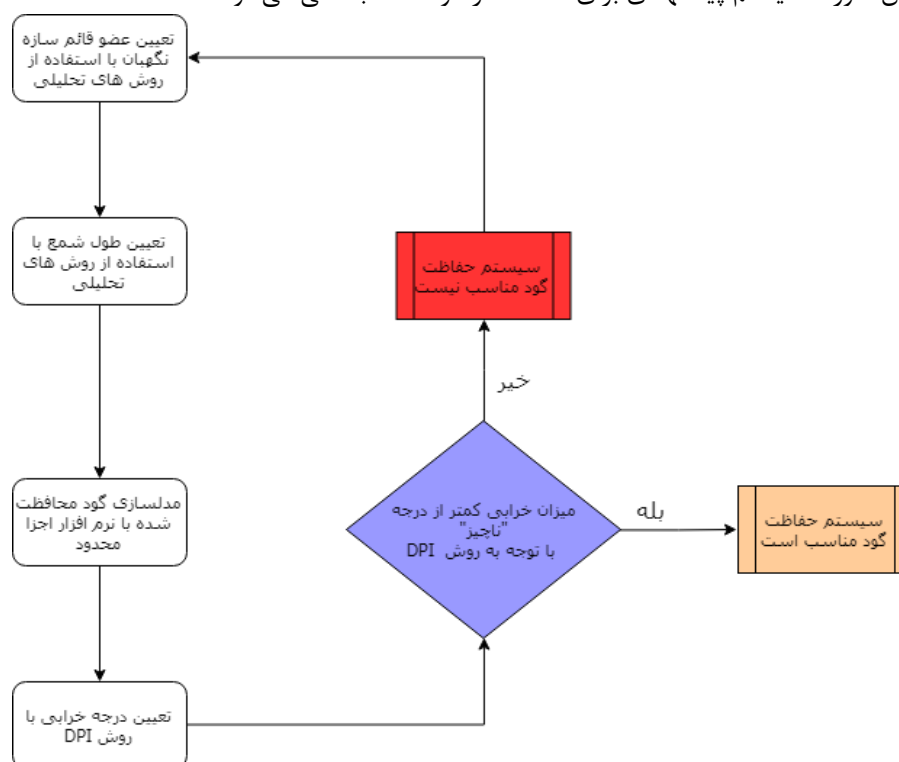 تعیین عضو قائم سازه
نگهبان با استفاده از
روش های تحلیلی
تعیین طول شمع با
استفاده از روش های
تحلیلی
سیستم حفاظت
گود مناسب نیست
خیر
مدلسازی گود محافظت
شده با نرم افزار اجزا
محدود
میزان خرابی کمتر از درجه
"ناچیز"
با توجه به روش DPI
بله
سیستم حفاظت
گود مناسب است
تعیین درجه خرابی با
روش DPI